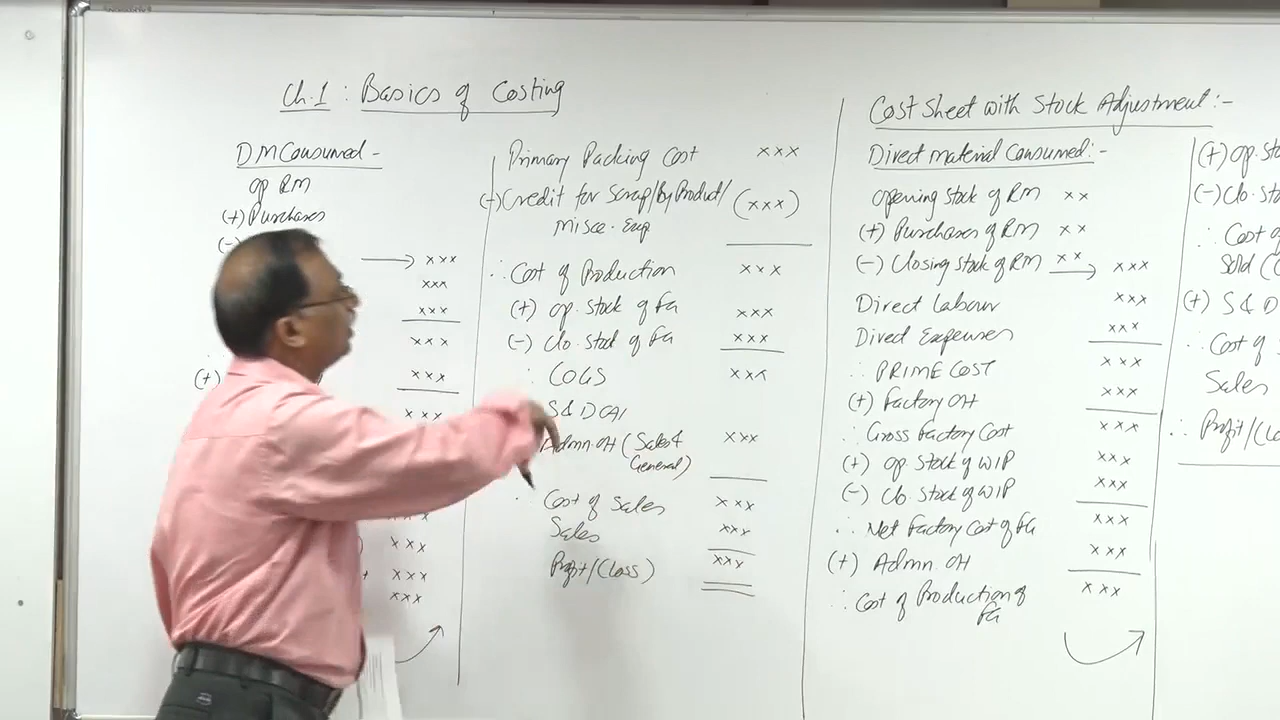 Ch.1 : Basics of Costing
DM Consumed -
op RM
(+) Purchases
(-)
→ xxx
xxx
xxx
xxx
(+)
xxx
xxx
xxx
xxx
xxx
Primary Packing Cost xxx
(-) Credit for Scrap/By Product/ (xxx)
Misce. Exp
∴ Cost of Production xxx
(+) op. Stock of FG xxx
(-) Clo. Stock of FG xxx
∴ COGS xxx
S & D OH
Admn. OH (Sales & xxx
General)
∴ Cost of Sales xxx
Sales xxx
Profit/(Loss) xxx
Cost Sheet with Stock Adjustment :-
Direct Material Consumed :-
opening stock of RM xx
(+) Purchases of RM xx
(-) Closing stock of RM xx → xxx
Direct Labour xxx
Direct Expenses xxx
∴ PRIME COST xxx
(+) Factory OH xxx
∴ Gross Factory Cost xxx
(+) Op. Stock of WIP xxx
(-) Clo. Stock of WIP xxx
∴ Net Factory Cost of FG xxx
(+) Admn. OH xxx
∴ Cost of Production of xxx
FG
(+) Op. Sto
(-) Clo. St
∴ Cost of
Sold (
(+) S & D
∴ Cost of
Sales
∴ Profit/(Lo